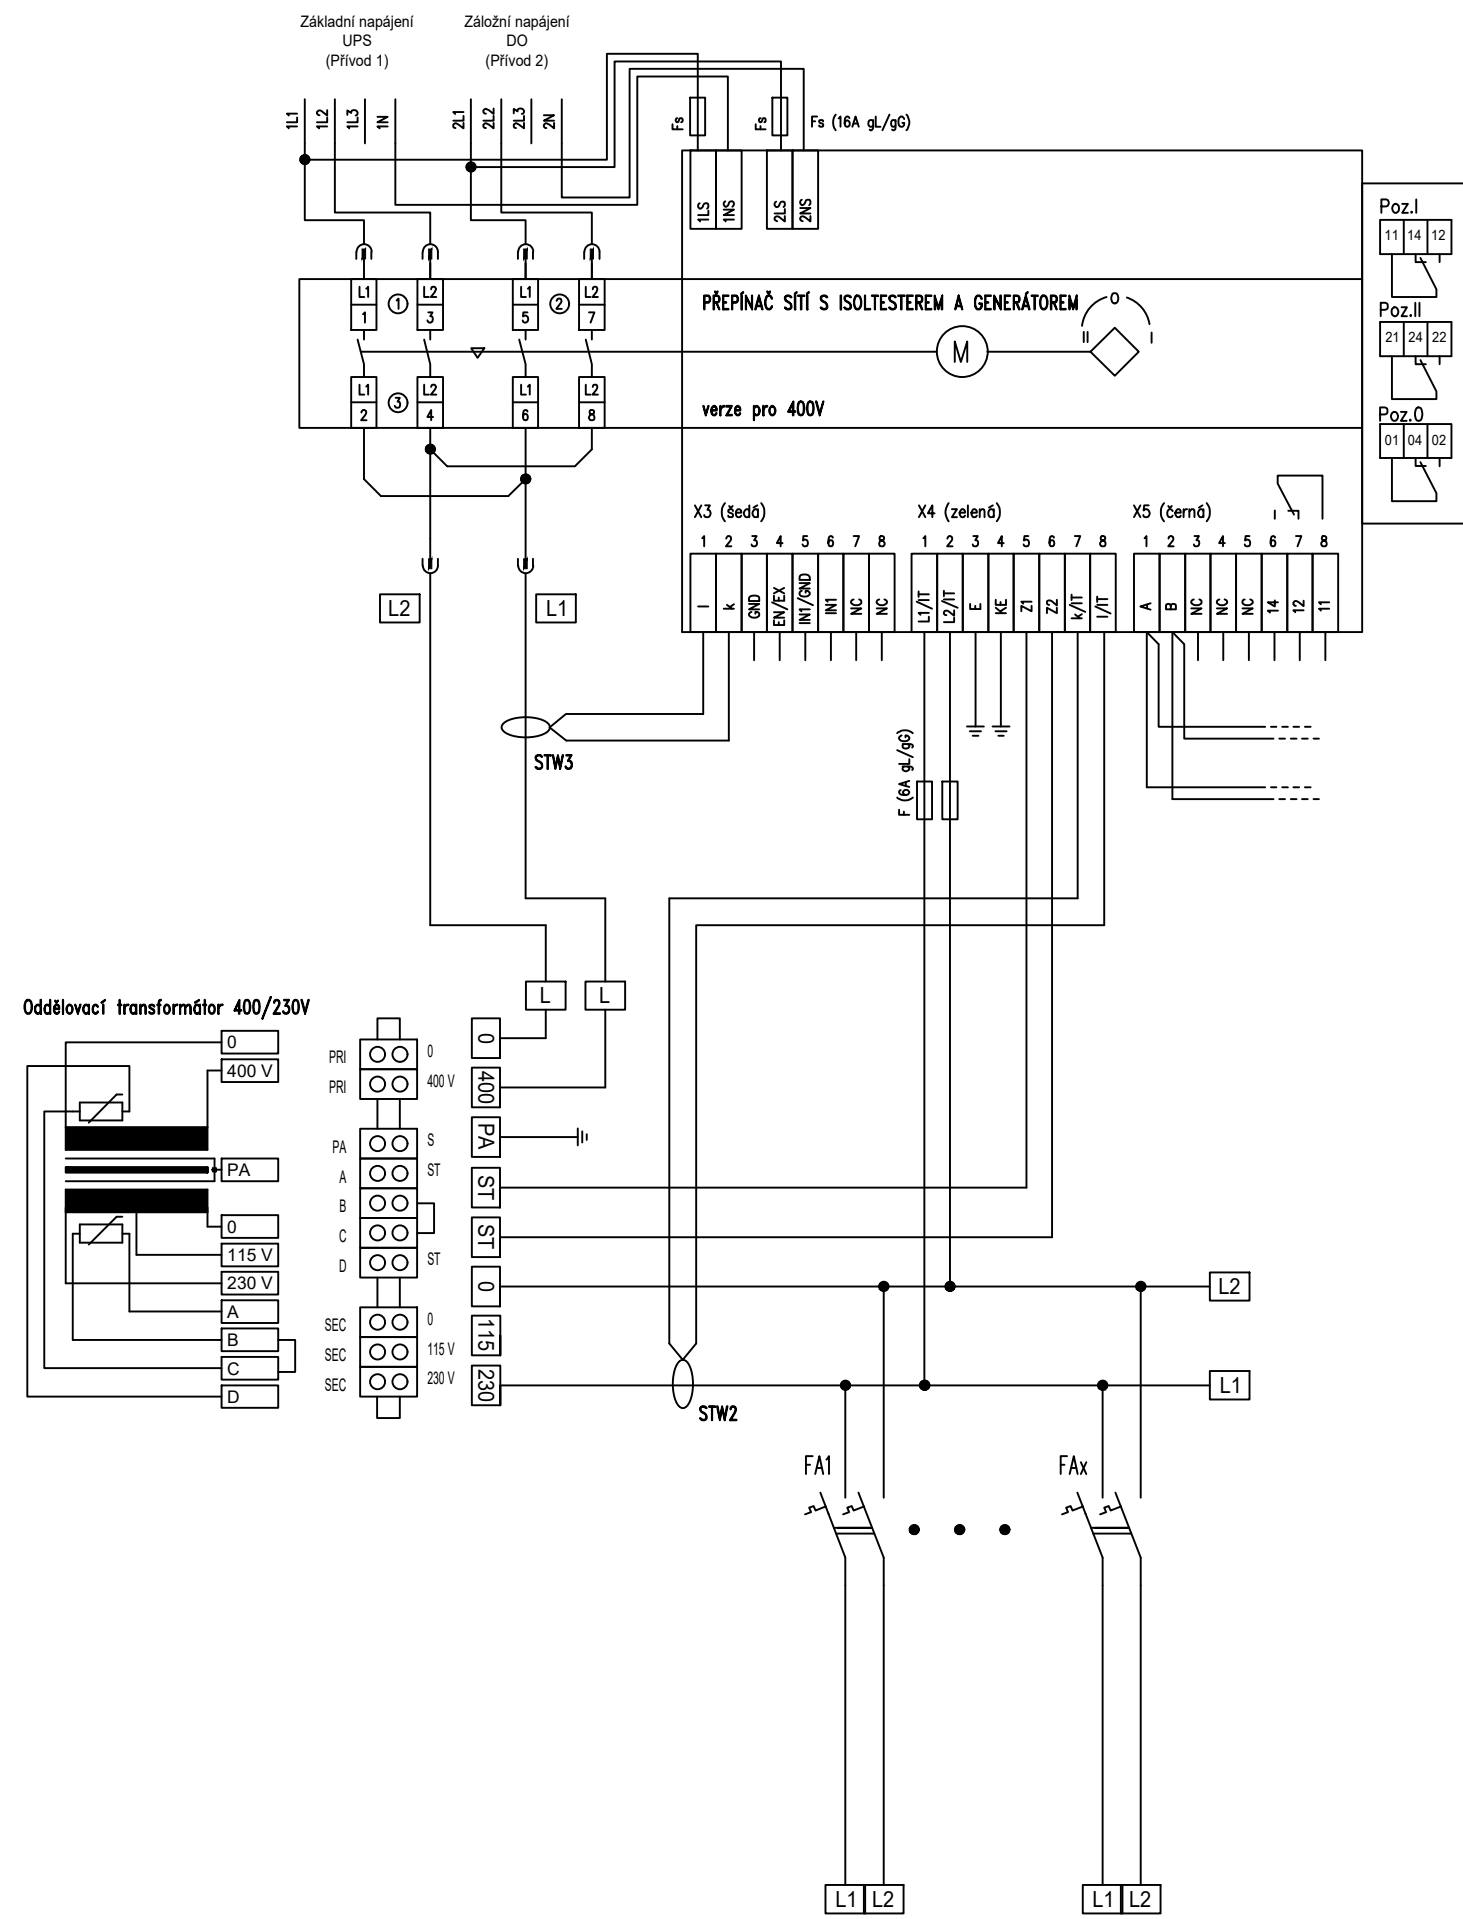 Základní napájení
UPS
(Přívod 1)
Záložní napájení
DO
(Přívod 2)
1L1
1L2
1L3
1N
2L1
2L2
2L3
2N
Fs
Fs
Fs (16A gL/gG)
1LS
1NS
2LS
2NS
Poz.I
11 14 12
Poz.II
21 24 22
Poz.0
01 04 02
L1 1 L2 L1 2 L2
1 3 5 7
PŘEPÍNAČ SÍTÍ S ISOLTESTEREM A GENERÁTOREM
II 0 I
M
L1 3 L2 L1 L2
2 4 6 8
verze pro 400V
X3 (šedá)
1 2 3 4 5 6 7 8
l
k
GND
EN/EX
IN1/GND
IN1
NC
NC
X4 (zelená)
1 2 3 4 5 6 7 8
L1/IT
L2/IT
E
KE
Z1
Z2
k/IT
l/IT
X5 (černá)
1 2 3 4 5 6 7 8
A
B
NC
NC
NC
14
12
11
L2
L1
STW3
F (6A gL/gG)
L
L
Oddělovací transformátor 400/230V
0
400 V
PA
0
115 V
230 V
A
B
C
D
PRI 0
PRI 400 V
PA S
A ST
B
C
D ST
SEC 0
SEC 115 V
SEC 230 V
0
400
PA
ST
ST
0
115
230
L2
L1
STW2
FA1
FAx
L1 L2
L1 L2